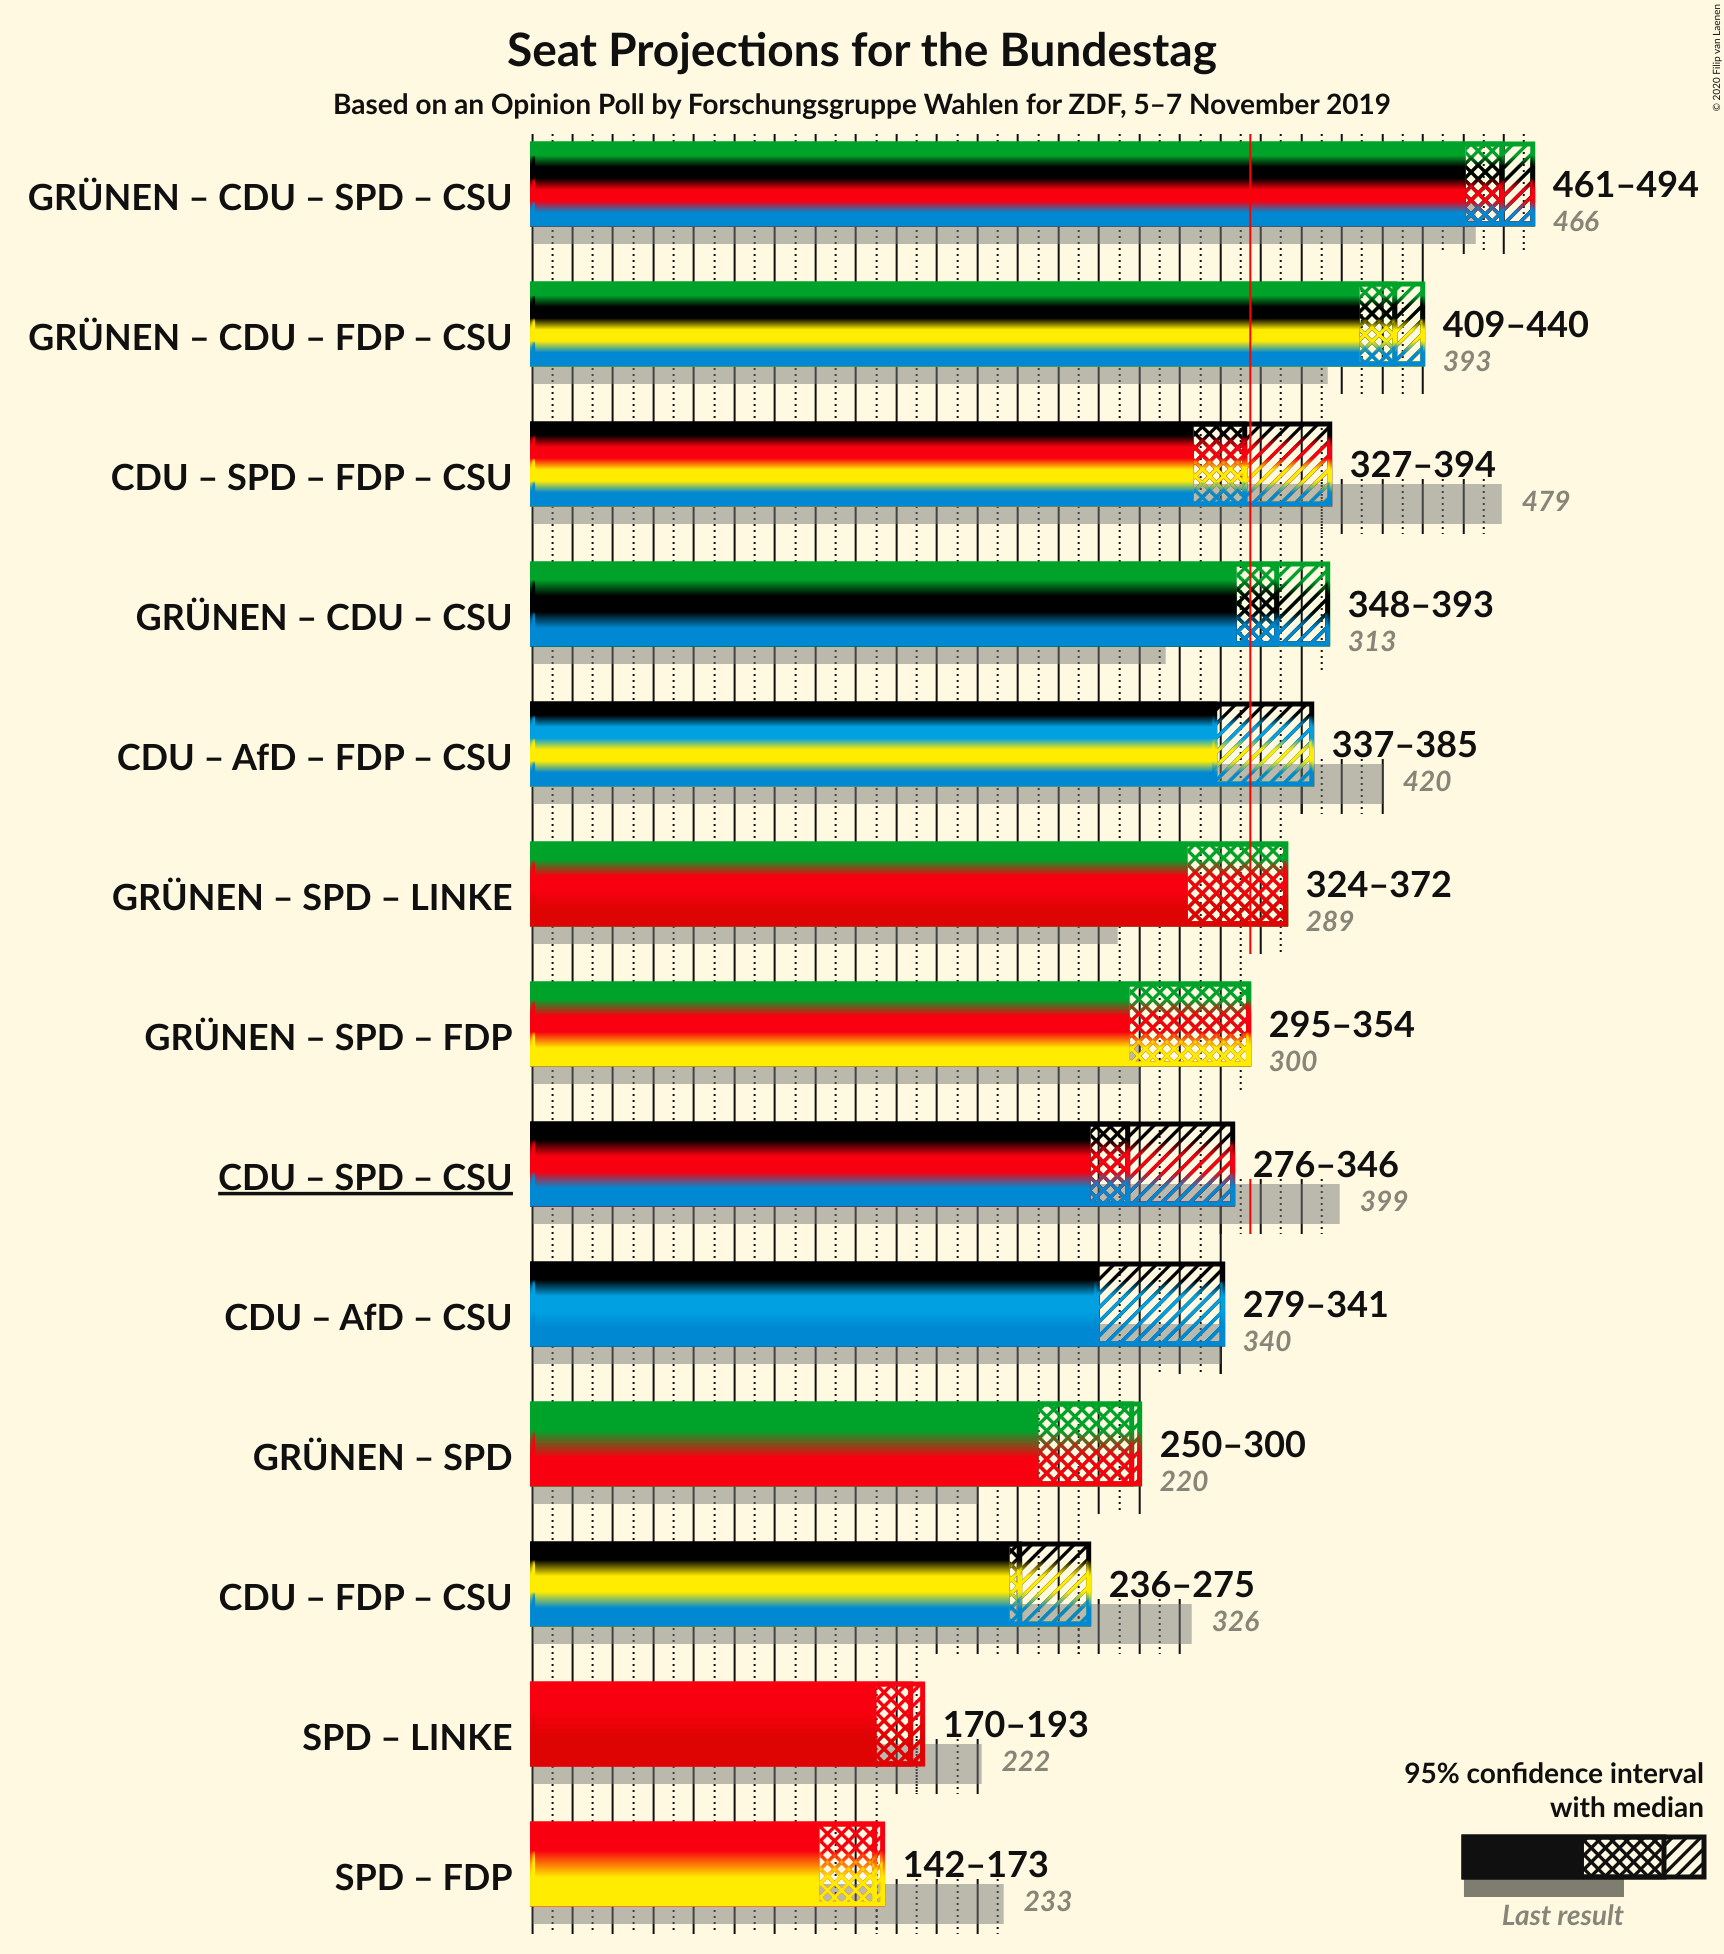 Seat Projections for the Bundestag
Based on an Opinion Poll by Forschungsgruppe Wahlen for ZDF, 5–7 November 2019
© 2020 Filip van Laenen
GRÜNEN – CDU – SPD – CSU
461–494
466
GRÜNEN – CDU – FDP – CSU
409–440
393
CDU – SPD – FDP – CSU
327–394
479
GRÜNEN – CDU – CSU
348–393
313
CDU – AfD – FDP – CSU
337–385
420
GRÜNEN – SPD – LINKE
324–372
289
GRÜNEN – SPD – FDP
295–354
300
CDU – SPD – CSU
276–346
399
CDU – AfD – CSU
279–341
340
GRÜNEN – SPD
250–300
220
CDU – FDP – CSU
236–275
326
SPD – LINKE
170–193
222
SPD – FDP
142–173
233
95% confidence interval
with median
Last result